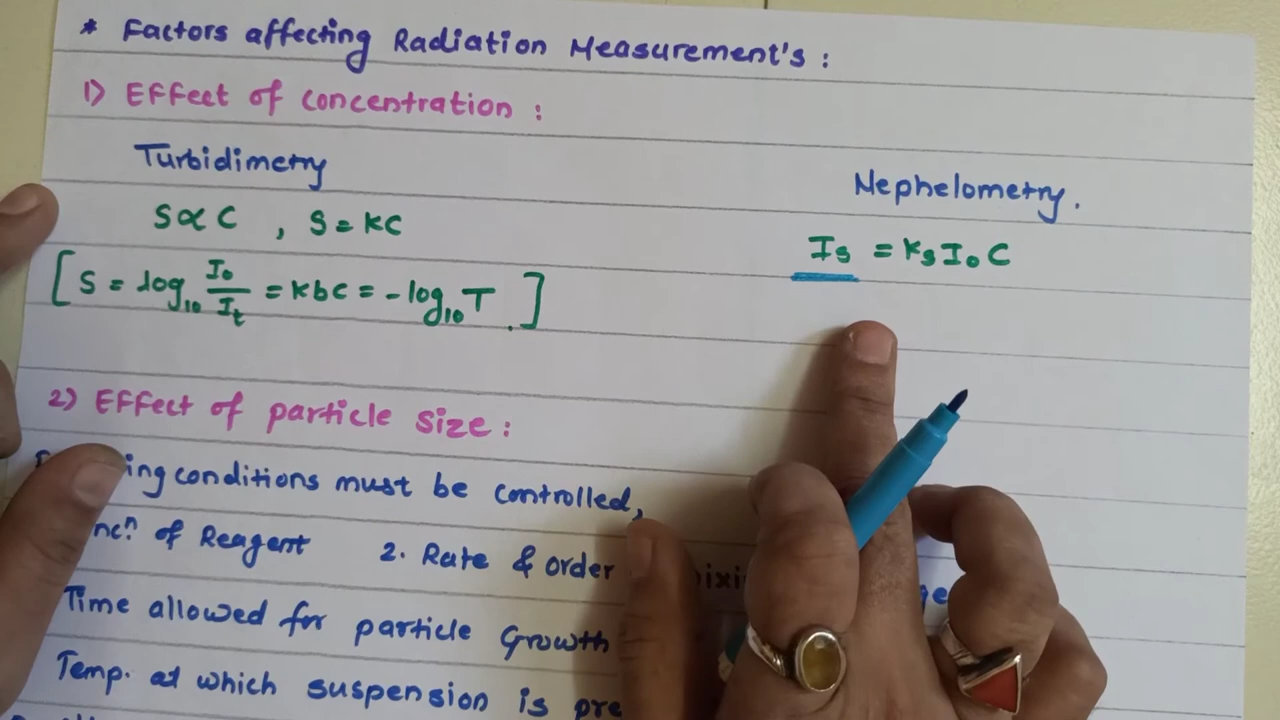 * Factors affecting Radiation Measurement's :
1) Effect of concentration :
Turbidimetry
S∝C , S=KC
[S = log₁₀ I₀/Iₜ = Kbc = -log₁₀T.]
Nephelometry.
Is = KsI₀C
2) Effect of particle size :
conditions must be controlled,
of Reagent 2. Rate & order
Time allowed for particle Growth
Temp. at which suspension is